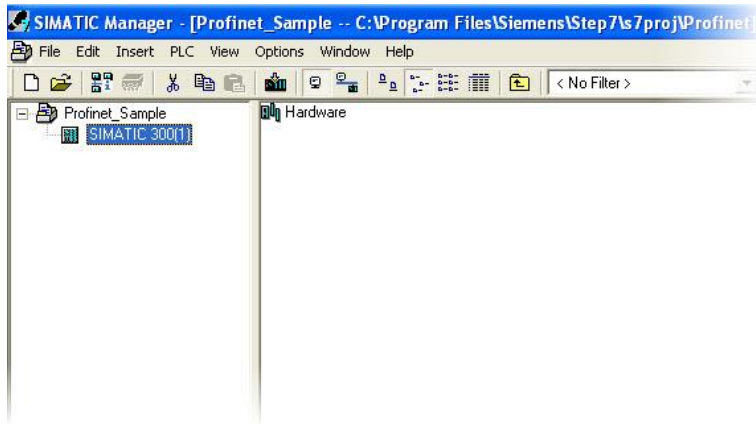 SIMATIC Manager - [Profinet_Sample -- C:\Program Files\Siemens\Step7\s7proj\Profinet
File Edit Insert PLC View Options Window Help
< No Filter >
Profinet_Sample
SIMATIC 300(1)
Hardware